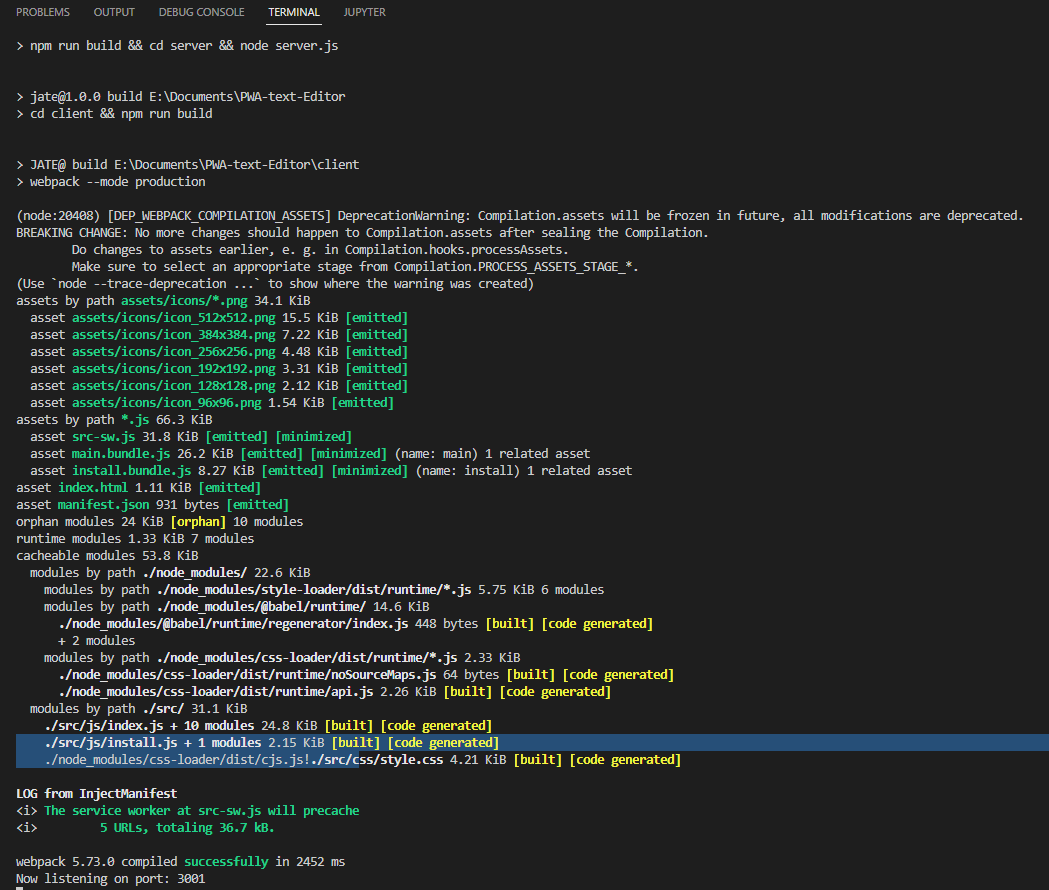 PROBLEMS OUTPUT DEBUG CONSOLE TERMINAL JUPYTER
> npm run build && cd server && node server.js
> jate@1.0.0 build E:\Documents\PWA-text-Editor
> cd client && npm run build
> JATE@ build E:\Documents\PWA-text-Editor\client
> webpack --mode production
(node:20408) [DEP_WEBPACK_COMPILATION_ASSETS] DeprecationWarning: Compilation.assets will be frozen in future, all modifications are deprecated.
BREAKING CHANGE: No more changes should happen to Compilation.assets after sealing the Compilation.
Do changes to assets earlier, e. g. in Compilation.hooks.processAssets.
Make sure to select an appropriate stage from Compilation.PROCESS_ASSETS_STAGE_*.
(Use `node --trace-deprecation ...` to show where the warning was created)
assets by path assets/icons/*.png 34.1 KiB
asset assets/icons/icon_512x512.png 15.5 KiB [emitted]
asset assets/icons/icon_384x384.png 7.22 KiB [emitted]
asset assets/icons/icon_256x256.png 4.48 KiB [emitted]
asset assets/icons/icon_192x192.png 3.31 KiB [emitted]
asset assets/icons/icon_128x128.png 2.12 KiB [emitted]
asset assets/icons/icon_96x96.png 1.54 KiB [emitted]
assets by path *.js 66.3 KiB
asset src-sw.js 31.8 KiB [emitted] [minimized]
asset main.bundle.js 26.2 KiB [emitted] [minimized] (name: main) 1 related asset
asset install.bundle.js 8.27 KiB [emitted] [minimized] (name: install) 1 related asset
asset index.html 1.11 KiB [emitted]
asset manifest.json 931 bytes [emitted]
orphan modules 24 KiB [orphan] 10 modules
runtime modules 1.33 KiB 7 modules
cacheable modules 53.8 KiB
modules by path ./node_modules/ 22.6 KiB
modules by path ./node_modules/style-loader/dist/runtime/*.js 5.75 KiB 6 modules
modules by path ./node_modules/@babel/runtime/ 14.6 KiB
./node_modules/@babel/runtime/regenerator/index.js 448 bytes [built] [code generated]
+ 2 modules
modules by path ./node_modules/css-loader/dist/runtime/*.js 2.33 KiB
./node_modules/css-loader/dist/runtime/noSourceMaps.js 64 bytes [built] [code generated]
./node_modules/css-loader/dist/runtime/api.js 2.26 KiB [built] [code generated]
modules by path ./src/ 31.1 KiB
./src/js/index.js + 10 modules 24.8 KiB [built] [code generated]
./src/js/install.js + 1 modules 2.15 KiB [built] [code generated]
./node_modules/css-loader/dist/cjs.js!./src/css/style.css 4.21 KiB [built] [code generated]
LOG from InjectManifest
<i> The service worker at src-sw.js will precache
<i> 5 URLs, totaling 36.7 kB.
webpack 5.73.0 compiled successfully in 2452 ms
Now listening on port: 3001